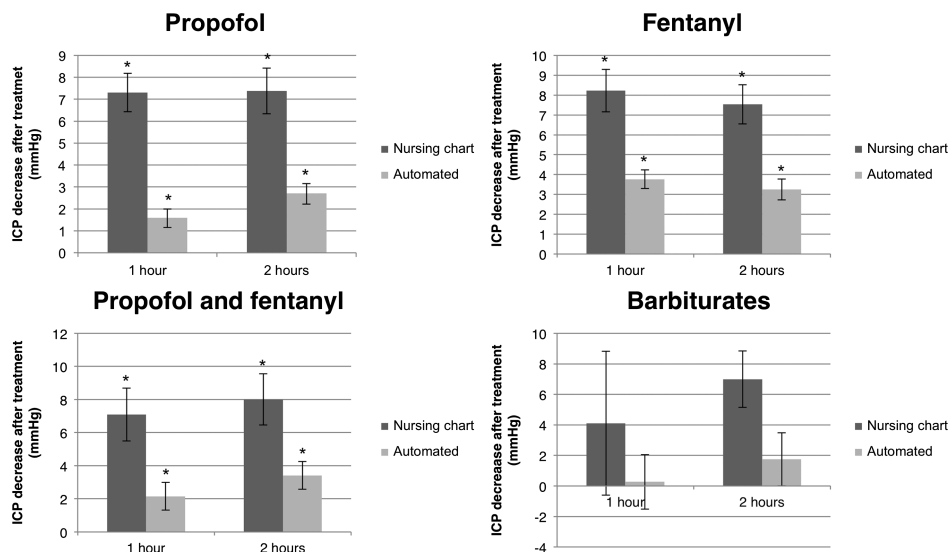 Propofol
ICP decrease after treatmet
(mmHg)
9
8
7
6
5
4
3
2
1
0
*
*
*
*
1 hour
2 hours
Nursing chart
Automated
Fentanyl
ICP decrease after treatment
(mmHg)
10
9
8
7
6
5
4
3
2
1
0
*
*
*
*
1 hour
2 hours
Nursing chart
Automated
Propofol and fentanyl
ICP decrease after treatment
(mmHg)
12
10
8
6
4
2
0
*
*
*
*
1 hour
2 hours
Nursing chart
Automated
Barbiturates
ICP decreease after treatment
(mmHg)
10
8
6
4
2
0
-2
-4
1 hour
2 hours
Nursing chart
Automated